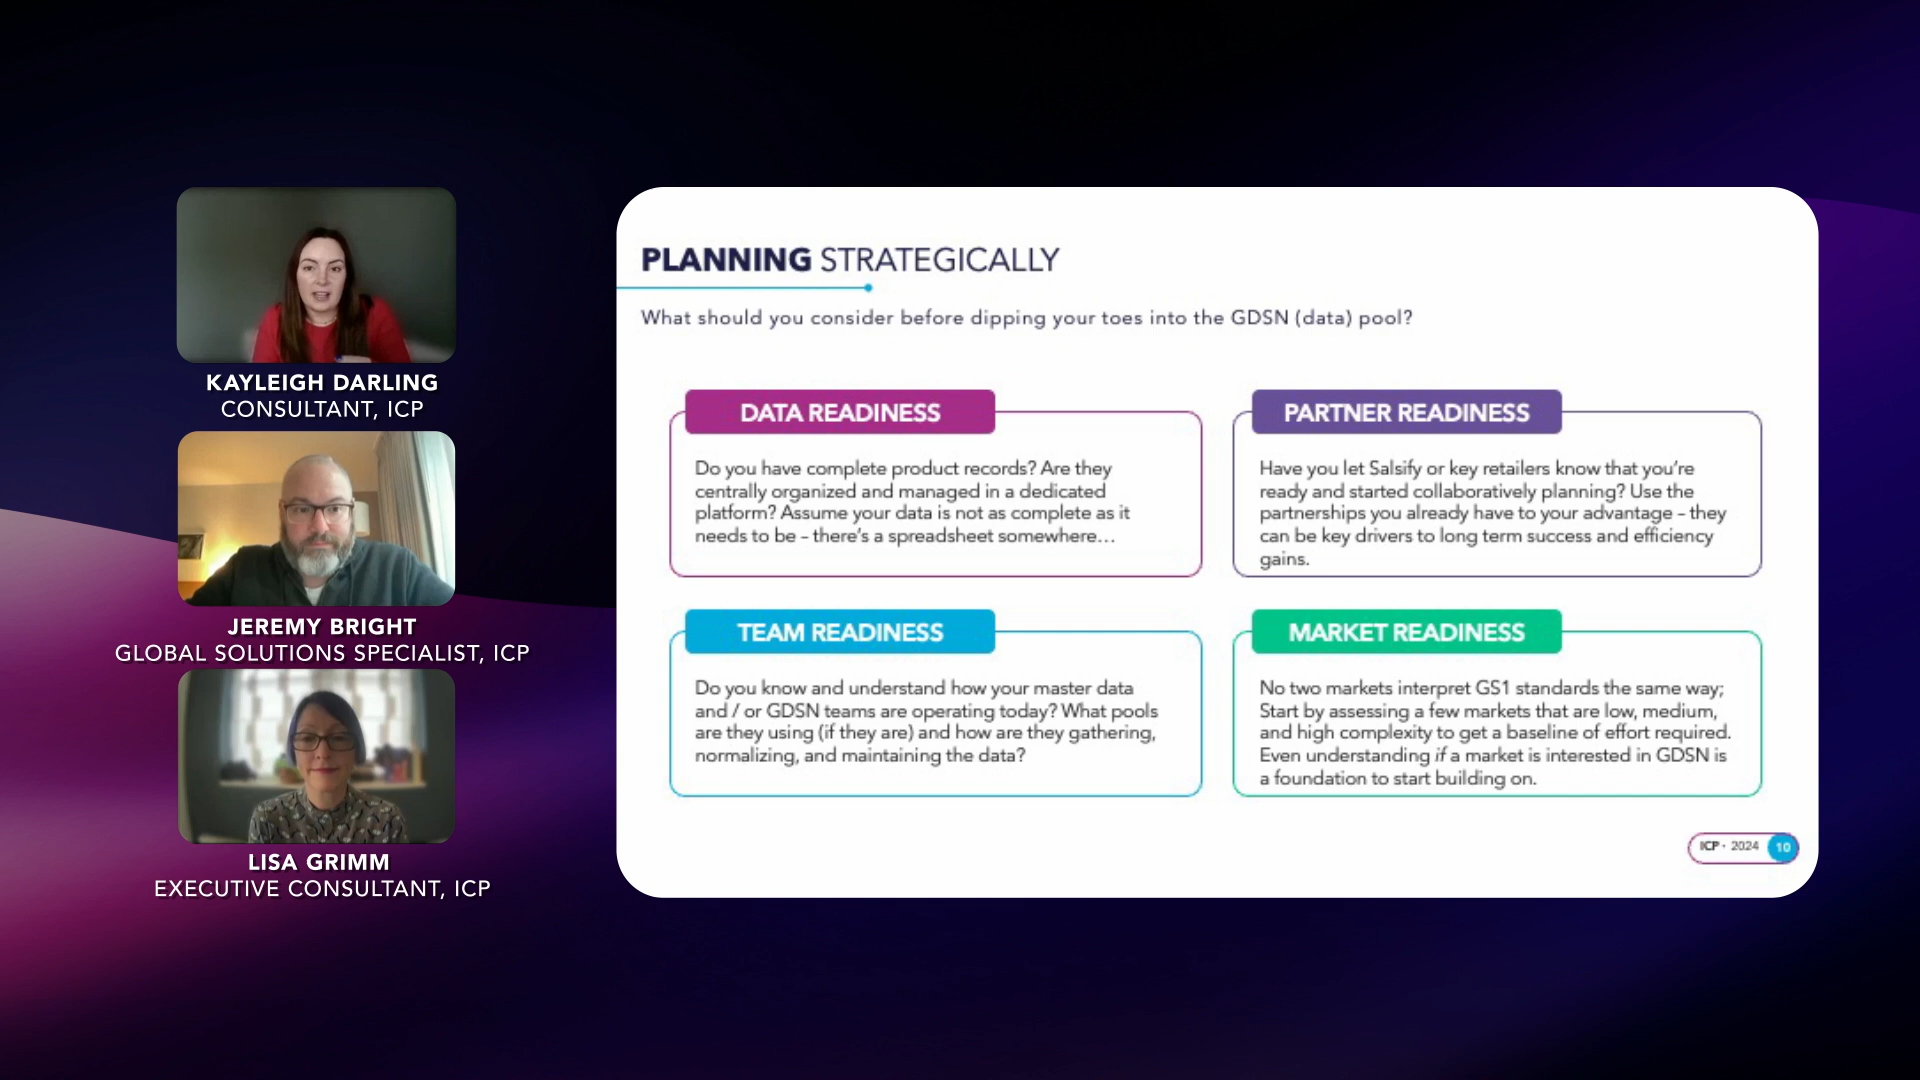 KAYLEIGH DARLING
CONSULTANT, ICP
JEREMY BRIGHT
GLOBAL SOLUTIONS SPECIALIST, ICP
LISA GRIMM
EXECUTIVE CONSULTANT, ICP
PLANNING STRATEGICALLY
What should you consider before dipping your toes into the GDSN (data) pool?
DATA READINESS
Do you have complete product records? Are they
centrally organized and managed in a dedicated
platform? Assume your data is not as complete as it
needs to be – there's a spreadsheet somewhere...
PARTNER READINESS
Have you let Salsify or key retailers know that you're
ready and started collaboratively planning? Use the
partnerships you already have to your advantage – they
can be key drivers to long term success and efficiency
gains.
TEAM READINESS
Do you know and understand how your master data
and / or GDSN teams are operating today? What pools
are they using (if they are) and how are they gathering,
normalizing, and maintaining the data?
MARKET READINESS
No two markets interpret GS1 standards the same way;
Start by assessing a few markets that are low, medium,
and high complexity to get a baseline of effort required.
Even understanding if a market is interested in GDSN is
a foundation to start building on.
ICP · 2024 10